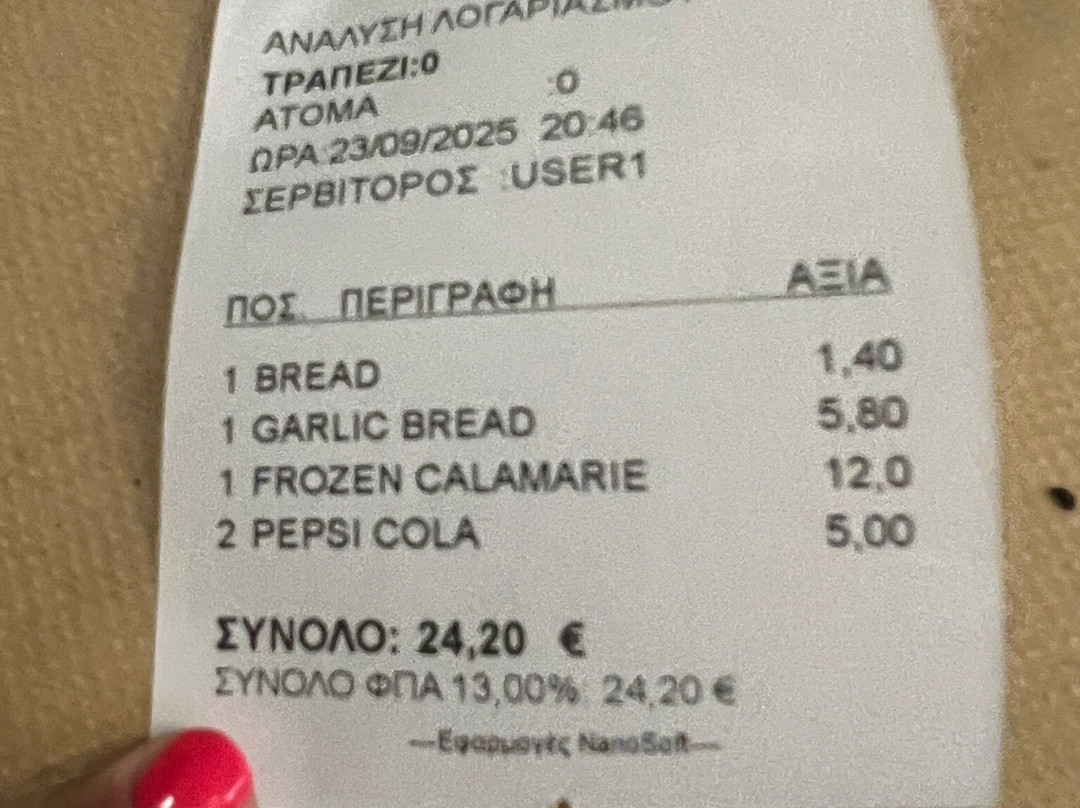 ΑΝΑΛΥΣΗ ΛΟΓΑΡΙΑΣΜΟΥ
ΤΡΑΠΕΖΙ:0
ΑΤΟΜΑ :0
ΩΡΑ:23/09/2025 20:46
ΣΕΡΒΙΤΟΡΟΣ :USER1
ΠΟΣ. ΠΕΡΙΓΡΑΦΗ ΑΞΙΑ
1 BREAD 1,40
1 GARLIC BREAD 5,80
1 FROZEN CALAMARIE 12,0
2 PEPSI COLA 5,00
ΣΥΝΟΛΟ: 24,20 €
ΣΥΝΟΛΟ ΦΠΑ 13,00%: 24,20 €
—Εφαρμογές NanoSoft—